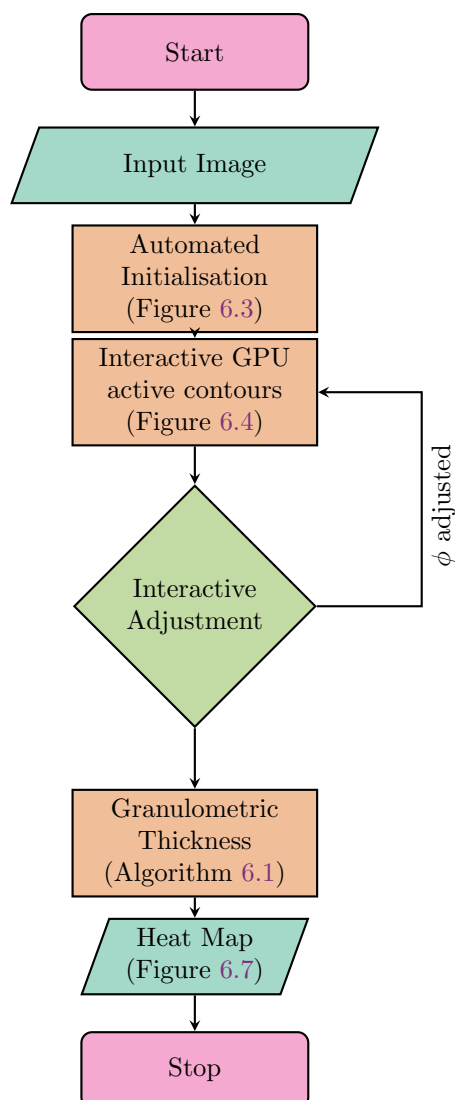 Start
Input Image
Automated
Initialisation
(Figure 6.3)
Interactive GPU
active contours
(Figure 6.4)
ϕ adjusted
Interactive
Adjustment
Granulometric
Thickness
(Algorithm 6.1)
Heat Map
(Figure 6.7)
Stop